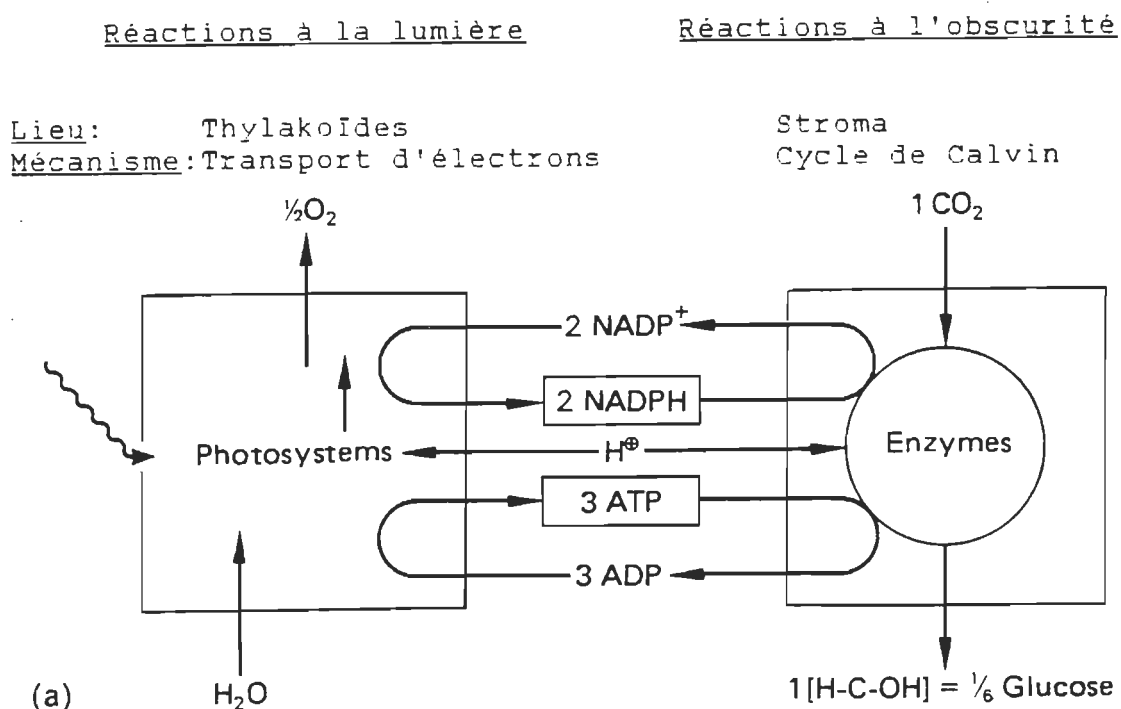 Réactions à la lumière
Réactions à l'obscurité
Lieu: Thylakoïdes
Stroma
Mécanisme: Transport d'électrons
Cycle de Calvin
½O₂
1 CO₂
2 NADP⁺
2 NADPH
Photosystems
H⊕
Enzymes
3 ATP
3 ADP
(a)
H₂O
1[H-C-OH] = ⅙ Glucose